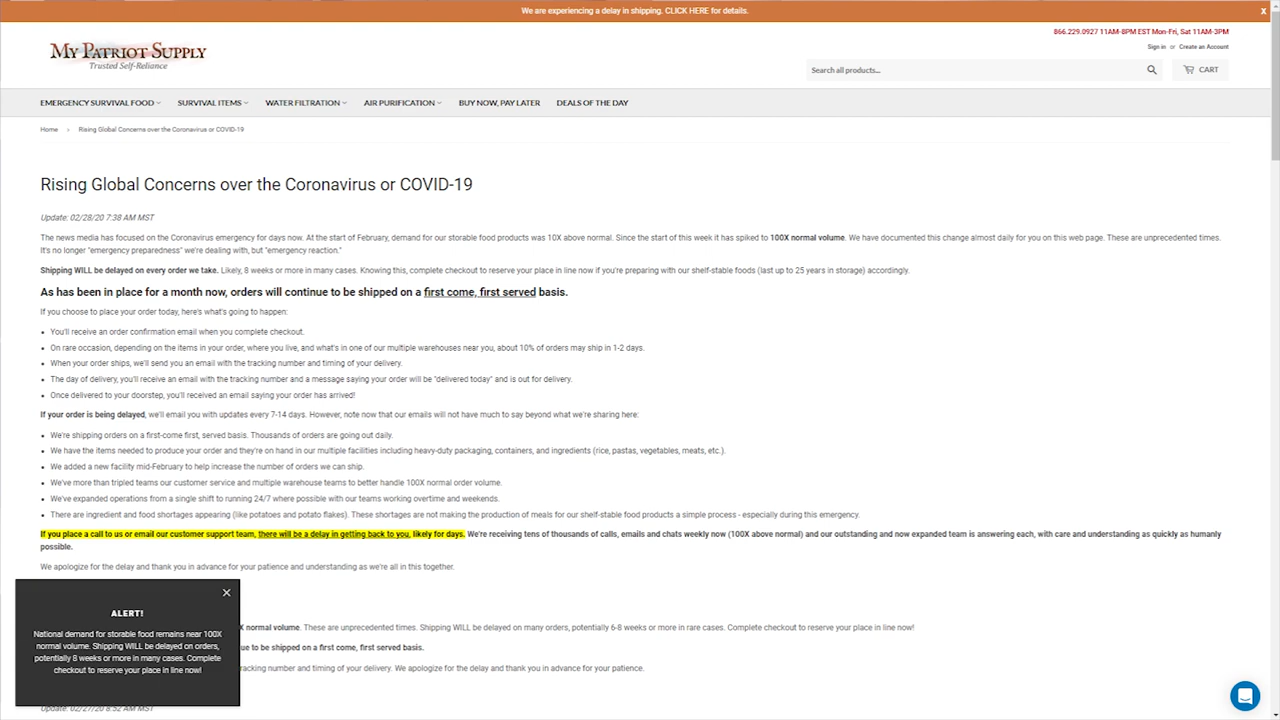 We are experiencing a delay in shipping. CLICK HERE for details.
X
866.229.0927 11AM-8PM EST Mon-Fri, Sat 11AM-3PM
MY PATRIOT SUPPLY
Trusted Self-Reliance
Sign in or Create an Account
Search all products...
CART
EMERGENCY SURVIVAL FOOD
SURVIVAL ITEMS
WATER FILTRATION
AIR PURIFICATION
BUY NOW, PAY LATER
DEALS OF THE DAY
Home › Rising Global Concerns over the Coronavirus or COVID-19
Rising Global Concerns over the Coronavirus or COVID-19
Update: 02/28/20 7:38 AM MST
The news media has focused on the Coronavirus emergency for days now. At the start of February, demand for our storable food products was 10X above normal. Since the start of this week it has spiked to 100X normal volume. We have documented this change almost daily for you on this web page. These are unprecedented times.
It's no longer "emergency preparedness" we're dealing with, but "emergency reaction."
Shipping WILL be delayed on every order we take. Likely, 8 weeks or more in many cases. Knowing this, complete checkout to reserve your place in line now if you're preparing with our shelf-stable foods (last up to 25 years in storage) accordingly.
As has been in place for a month now, orders will continue to be shipped on a first come, first served basis.
If you choose to place your order today, here's what's going to happen:
• You'll receive an order confirmation email when you complete checkout.
• On rare occasion, depending on the items in your order, where you live, and what's in one of our multiple warehouses near you, about 10% of orders may ship in 1-2 days.
• When your order ships, we'll send you an email with the tracking number and timing of your delivery.
• The day of delivery, you'll receive an email with the tracking number and a message saying your order will be "delivered today" and is out for delivery.
• Once delivered to your doorstep, you'll received an email saying your order has arrived!
If your order is being delayed, we'll email you with updates every 7-14 days. However, note now that our emails will not have much to say beyond what we're sharing here:
• We're shipping orders on a first-come first, served basis. Thousands of orders are going out daily.
• We have the items needed to produce your order and they're on hand in our multiple facilities including heavy-duty packaging, containers, and ingredients (rice, pastas, vegetables, meats, etc.).
• We added a new facility mid-February to help increase the number of orders we can ship.
• We've more than tripled teams our customer service and multiple warehouse teams to better handle 100X normal order volume.
• We've expanded operations from a single shift to running 24/7 where possible with our teams working overtime and weekends.
• There are ingredient and food shortages appearing (like potatoes and potato flakes). These shortages are not making the production of meals for our shelf-stable food products a simple process - especially during this emergency.
If you place a call to us or email our customer support team, there will be a delay in getting back to you, likely for days. We're receiving tens of thousands of calls, emails and chats weekly now (100X above normal) and our outstanding and now expanded team is answering each, with care and understanding as quickly as humanly
possible.
We apologize for the delay and thank you in advance for your patience and understanding as we're all in this together.
ALERT!
National demand for storable food remains near 100X
normal volume. Shipping WILL be delayed on orders,
potentially 8 weeks or more in many cases. Complete
checkout to reserve your place in line now!
X normal volume. These are unprecedented times. Shipping WILL be delayed on many orders, potentially 6-8 weeks or more in rare cases. Complete checkout to reserve your place in line now!
ue to be shipped on a first come, first served basis.
racking number and timing of your delivery. We apologize for the delay and thank you in advance for your patience.
Update: 02/27/20 8:52 AM MST